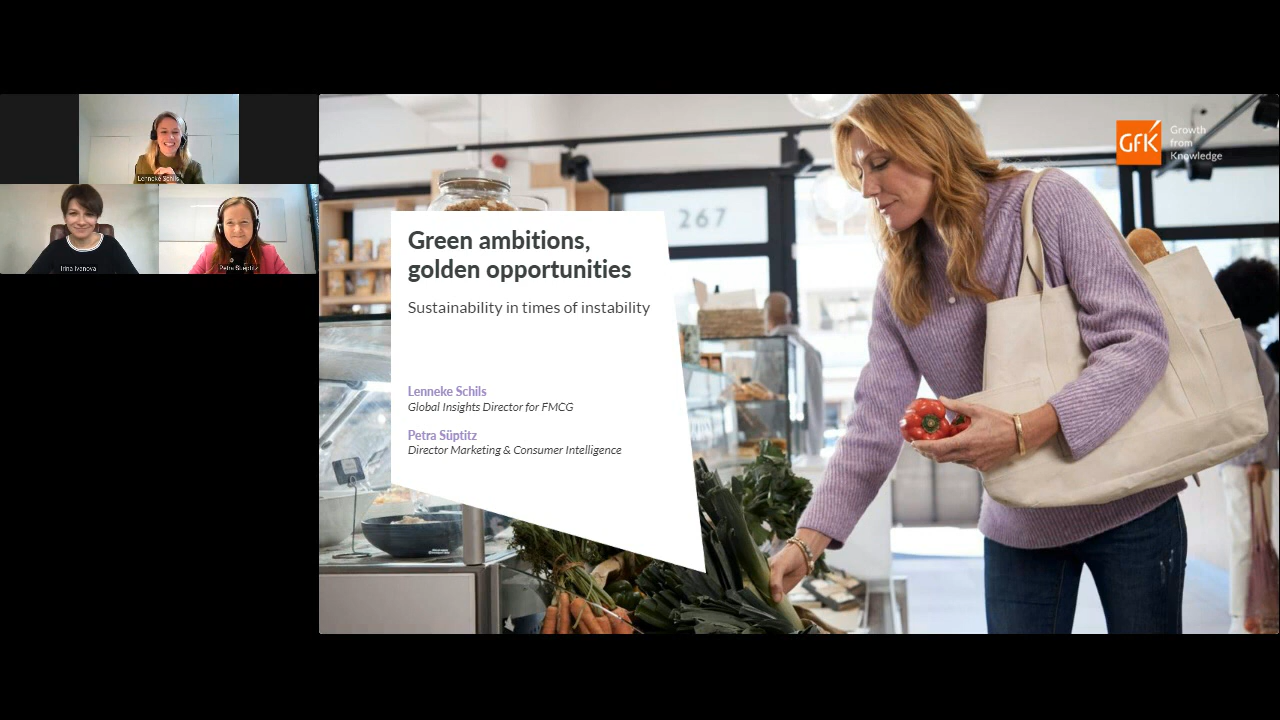 Lenneke Schils
Irina Ivanova
Petra Süptitz
Green ambitions,
golden opportunities
Sustainability in times of instability
Lenneke Schils
Global Insights Director for FMCG
Petra Süptitz
Director Marketing & Consumer Intelligence
267
GfK
Growth
from
Knowledge